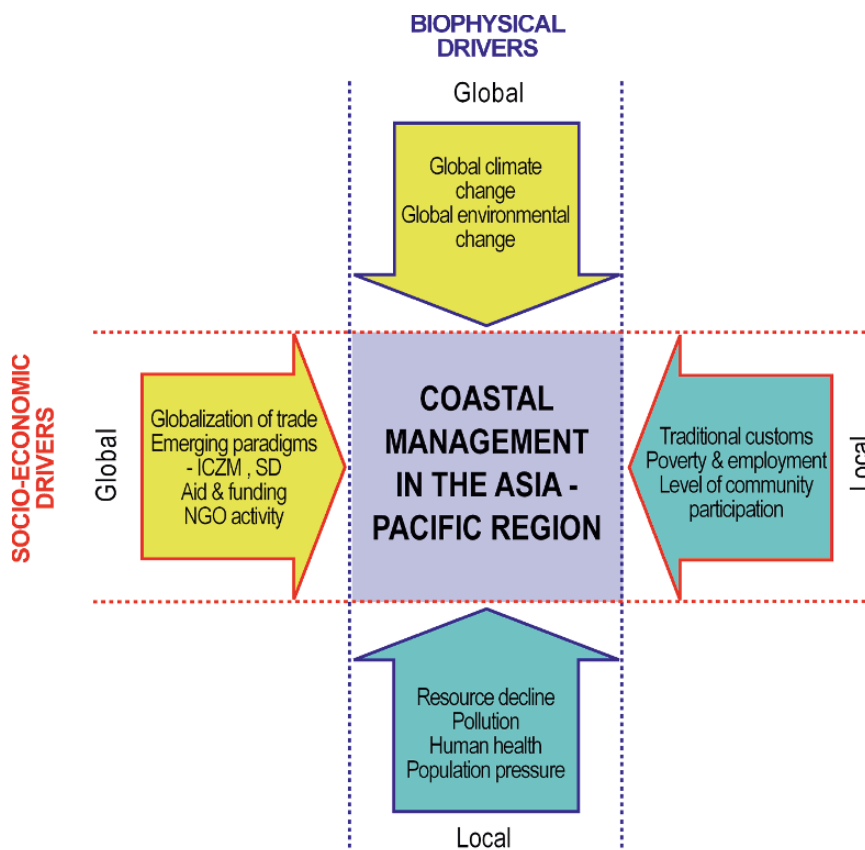 BIOPHYSICAL
DRIVERS
Global
Global climate
change
Global environmental
change
SOCIO-ECONOMIC
DRIVERS
Global
Globalization of trade
Emerging paradigms
- ICZM , SD
Aid & funding
NGO activity
COASTAL
MANAGEMENT
IN THE ASIA -
PACIFIC REGION
Traditional customs
Poverty & employment
Level of community
participation
Local
Resource decline
Pollution
Human health
Population pressure
Local